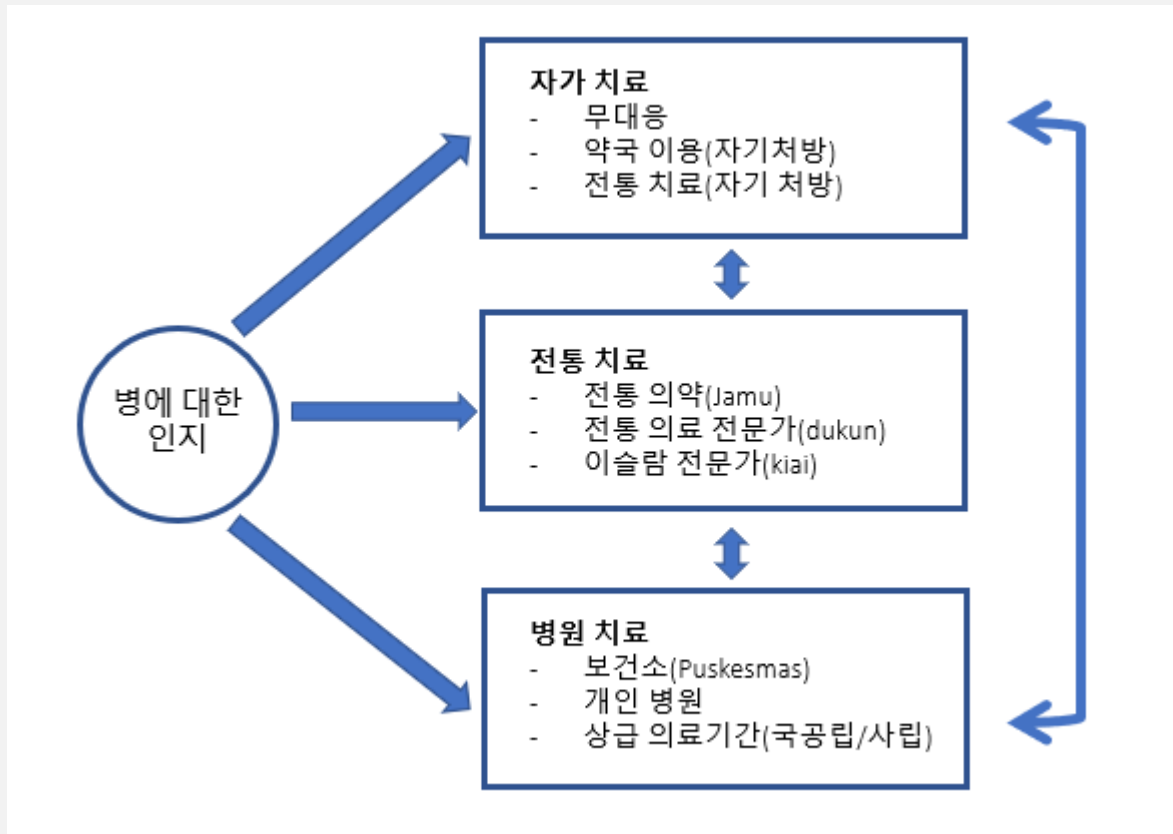 자가 치료
- 무대응
- 약국 이용(자기처방)
- 전통 치료(자기 처방)
병에 대한
인지
전통 치료
- 전통 의약(Jamu)
- 전통 의료 전문가(dukun)
- 이슬람 전문가(kiai)
병원 치료
- 보건소(Puskesmas)
- 개인 병원
- 상급 의료기간(국공립/사립)